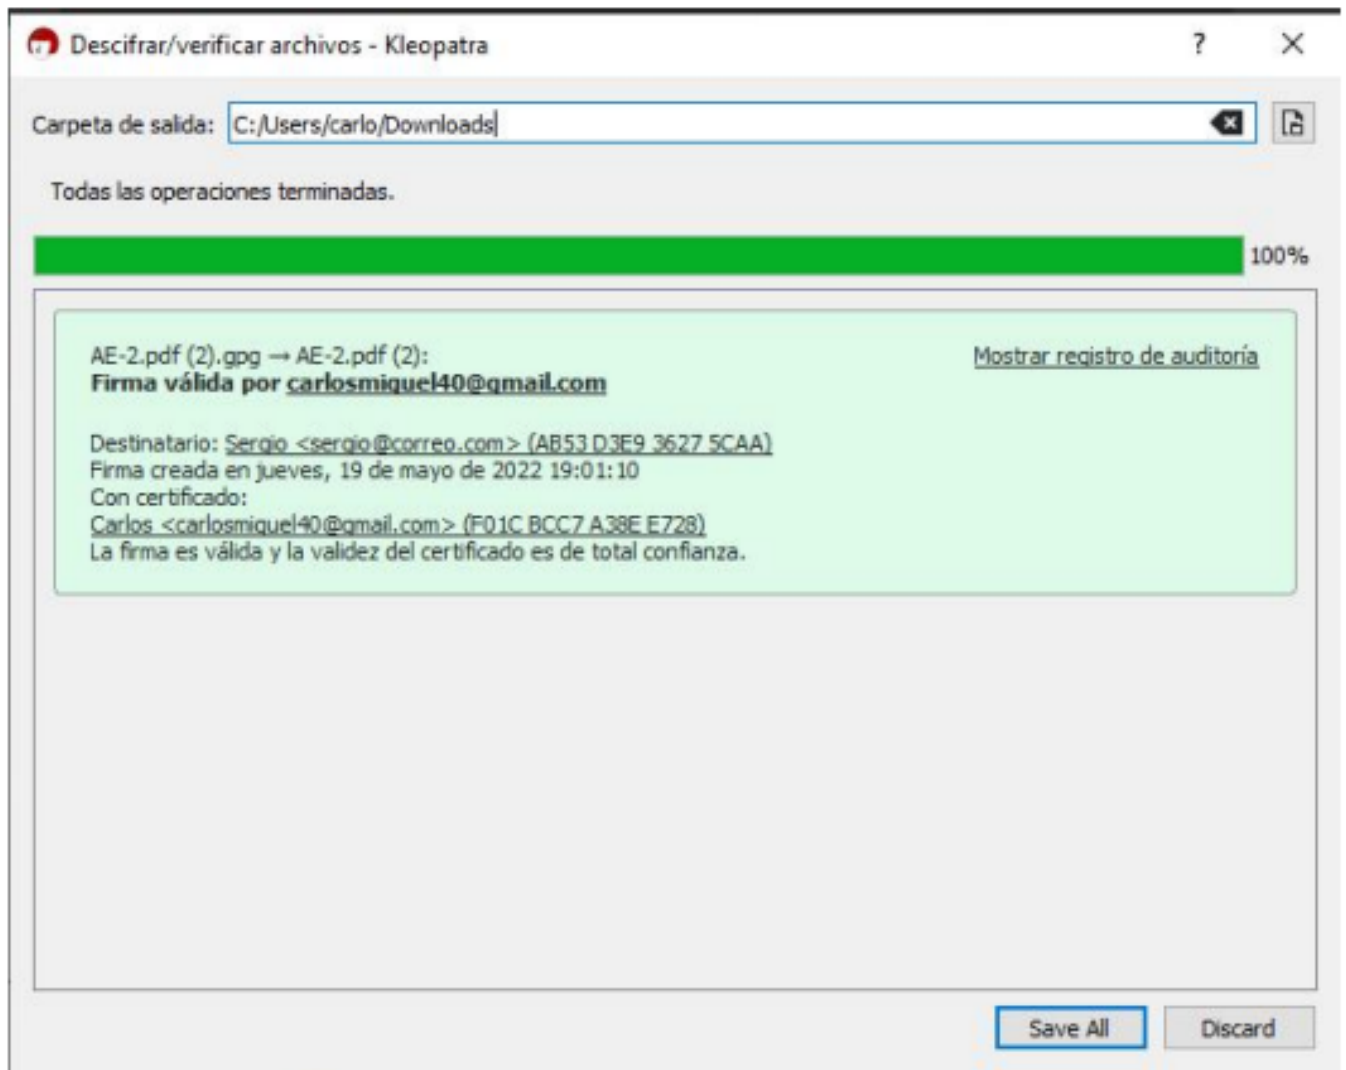 Descifrar/verificar archivos - Kleopatra
?
Carpeta de salida: C:/Users/carlo/Downloads
Todas las operaciones terminadas.
100%
AE-2.pdf (2).gpg → AE-2.pdf (2):
Mostrar registro de auditoría
Firma válida por carlosmiguel40@gmail.com
Destinatario: Sergio <sergio@correo.com> (AB53 D3E9 3627 5CAA)
Firma creada en jueves, 19 de mayo de 2022 19:01:10
Con certificado:
Carlos <carlosmiguel40@gmail.com> (F01C BCC7 A38E E728)
La firma es válida y la validez del certificado es de total confianza.
Save All
Discard